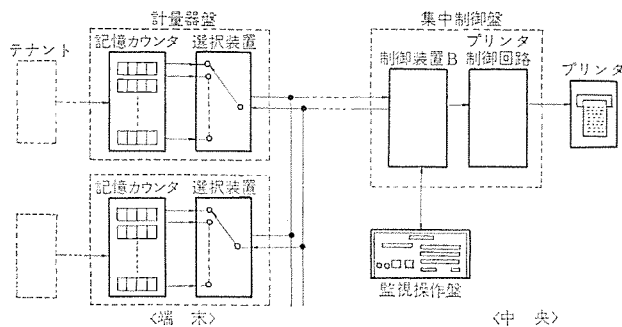 計量器盤
集中制御盤
テナント
記憶カウンタ
選択装置
制御装置B
プリンタ
制御回路
プリンタ
記憶カウンタ
選択装置
監視操作盤
〈端 末〉
〈中 央〉